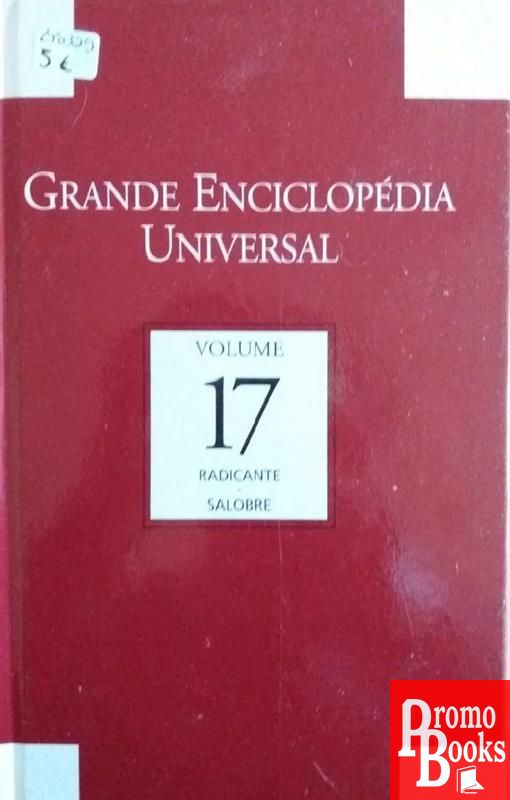 5 €
GRANDE ENCICLOPÉDIA
UNIVERSAL
VOLUME
17
RADICANTE
-
SALOBRE
Promo
Books